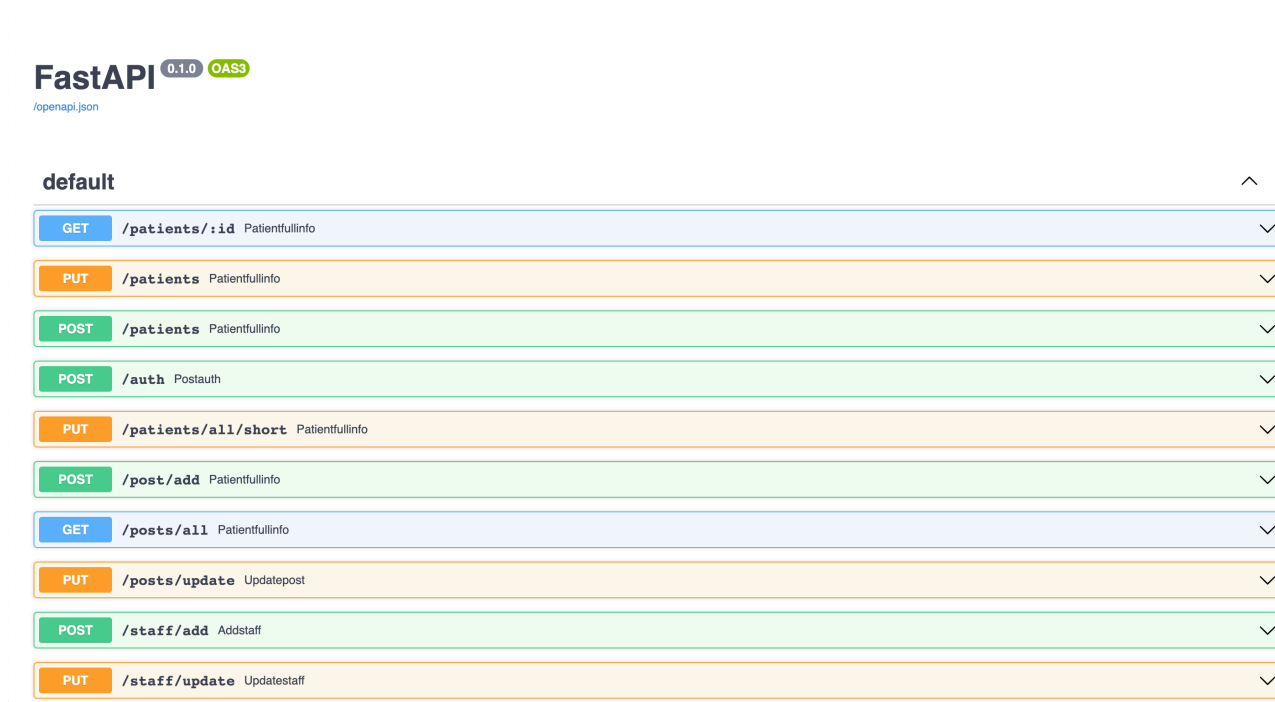 FastAPI 0.1.0 OAS3
/openapi.json
default
GET /patients/:id Patientfullinfo
PUT /patients Patientfullinfo
POST /patients Patientfullinfo
POST /auth Postauth
PUT /patients/all/short Patientfullinfo
POST /post/add Patientfullinfo
GET /posts/all Patientfullinfo
PUT /posts/update Updatepost
POST /staff/add Addstaff
PUT /staff/update Updatestaff